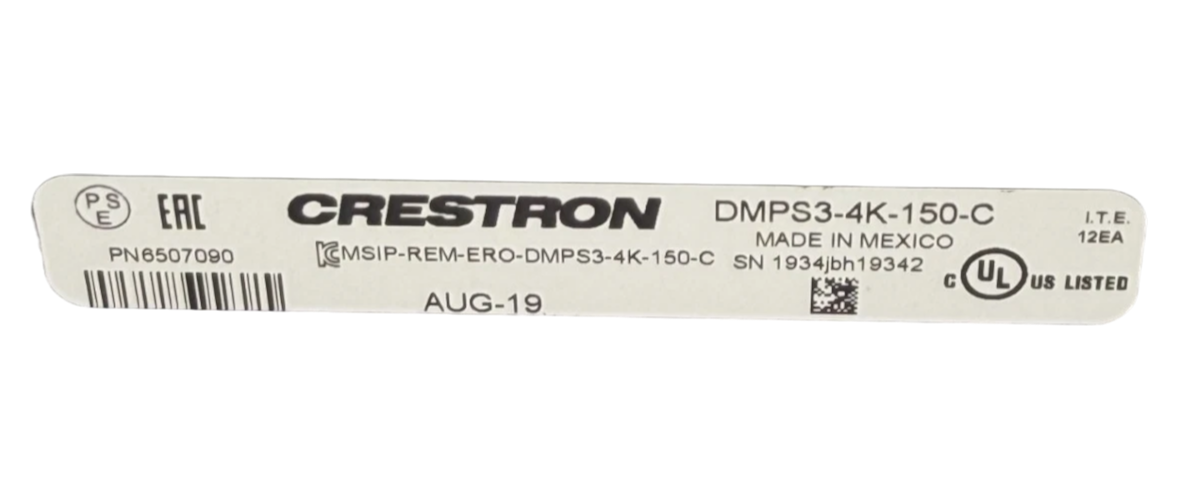 PSE
EAC
CRESTRON
DMPS3-4K-150-C
I.T.E.
12EA
PN6507090
KC MSIP-REM-ERO-DMPS3-4K-150-C
MADE IN MEXICO
SN 1934jbh19342
AUG-19
C UL US LISTED